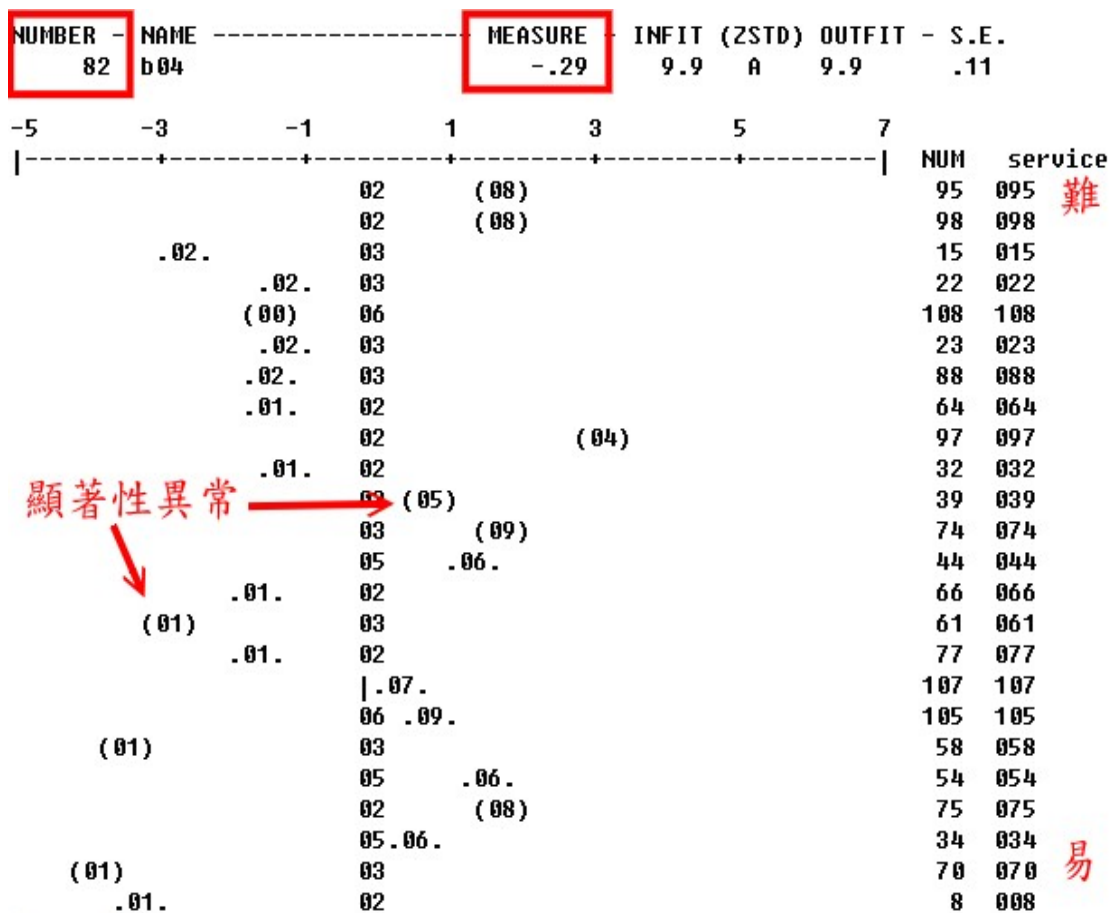 NUMBER - NAME ------------------ MEASURE - INFIT (ZSTD) OUTFIT - S.E.
82 b04 -.29 9.9 A 9.9 .11
-5 -3 -1 1 3 5 7
|---------+---------+---------+---------+---------+---------| NUM service
02 (08) 95 095 難
02 (08) 98 098
.02. 03 15 015
.02. 03 22 022
(00) 06 108 108
.02. 03 23 023
.02. 03 88 088
.01. 02 64 064
02 (04) 97 097
.01. 02 32 032
顯著性異常 (05) 39 039
03 (09) 74 074
05 .06. 44 044
.01. 02 66 066
(01) 03 61 061
.01. 02 77 077
|.07. 107 107
06 .09. 105 105
(01) 03 58 058
05 .06. 54 054
02 (08) 75 075
05.06. 34 034
(01) 03 70 070 易
.01. 02 8 008